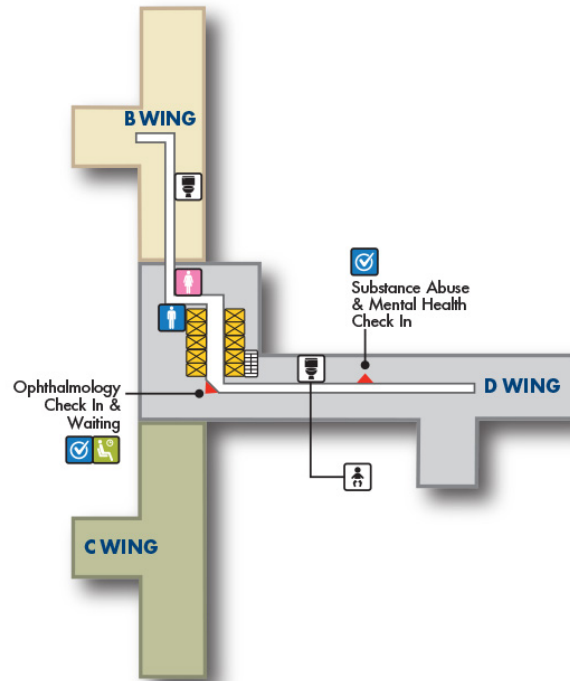 B WING
Substance Abuse
& Mental Health
Check In
Ophthalmology
Check In &
Waiting
D WING
C WING